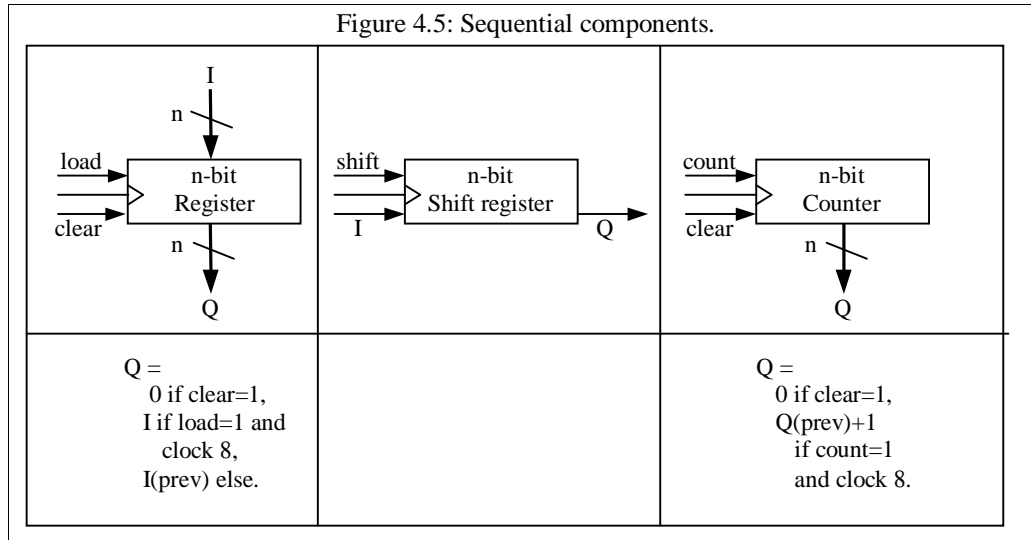 Figure 4.5: Sequential components.
I
n
load
n-bit
Register
clear
n
Q
shift
n-bit
Shift register
I
Q
count
n-bit
Counter
clear
n
Q
Q =
0 if clear=1,
I if load=1 and
clock 8,
I(prev) else.
Q =
0 if clear=1,
Q(prev)+1
if count=1
and clock 8.